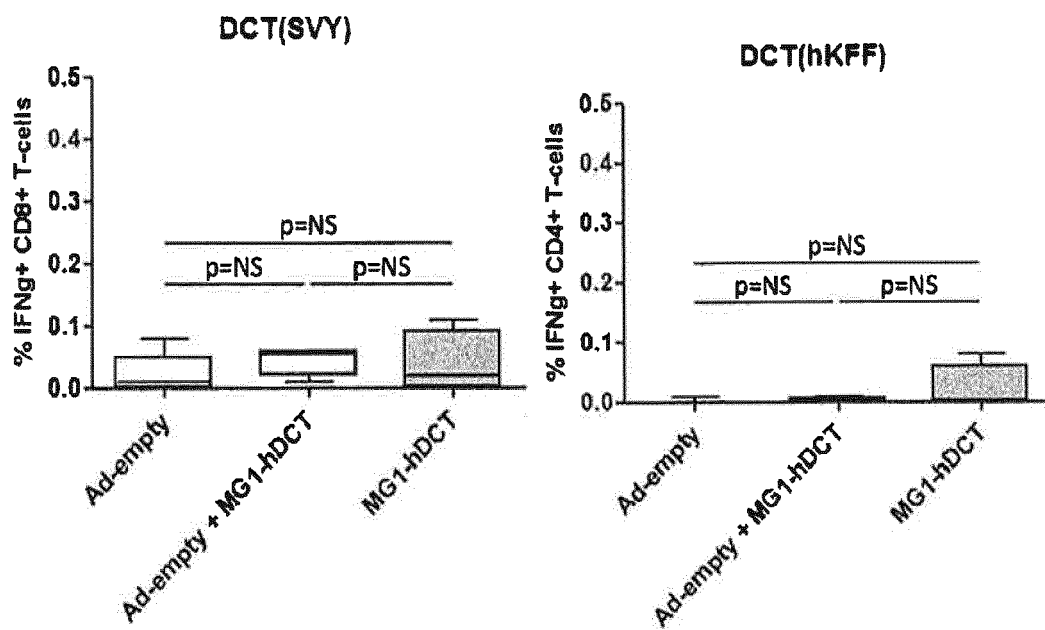 DCT(SVY)
% IFNg+ CD8+ T-cells
0.5
0.4
0.3
0.2
0.1
0.0
p=NS
p=NS p=NS
Ad-empty
Ad-empty + MG1-hDCT
MG1-hDCT
DCT(hKFF)
% IFNg+ CD4+ T-cells
0.5
0.4
0.3
0.2
0.1
0.0
p=NS
p=NS p=NS
Ad-empty
Ad-empty + MG1-hDCT
MG1-hDCT